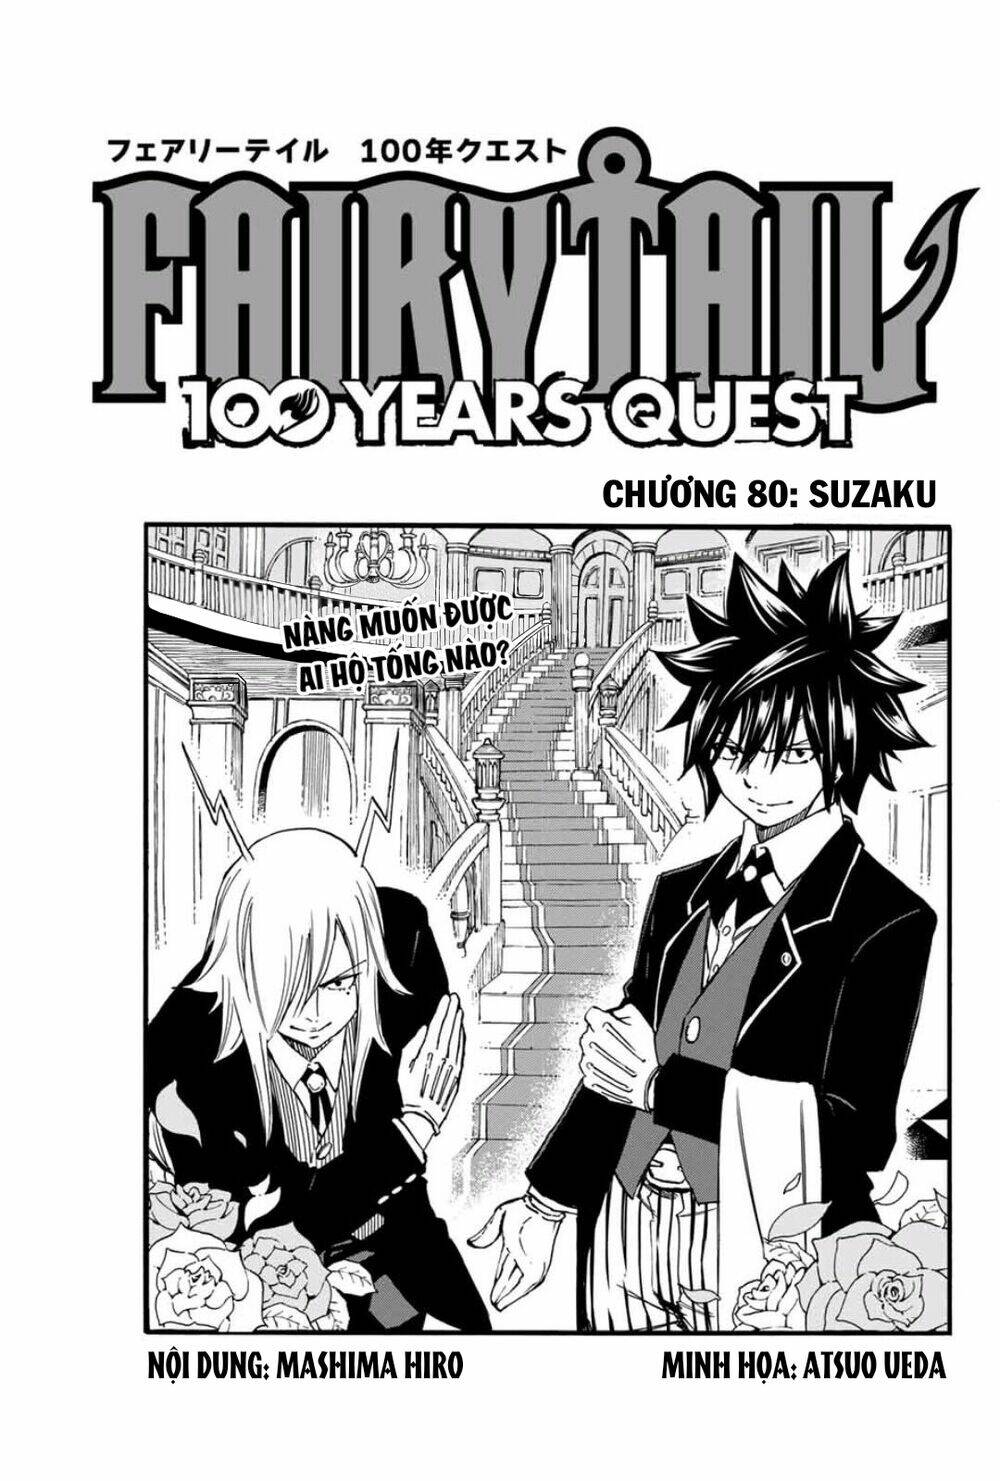 フェアリーテイル 100年クエスト
FAIRY TAIL
100 YEARS QUEST
CHƯƠNG 80: SUZAKU
NÀNG MUỐN ĐƯỢC
AI HỘ TỐNG NÀO?
NỘI DUNG: MASHIMA HIRO
MINH HỌA: ATSUO UEDA